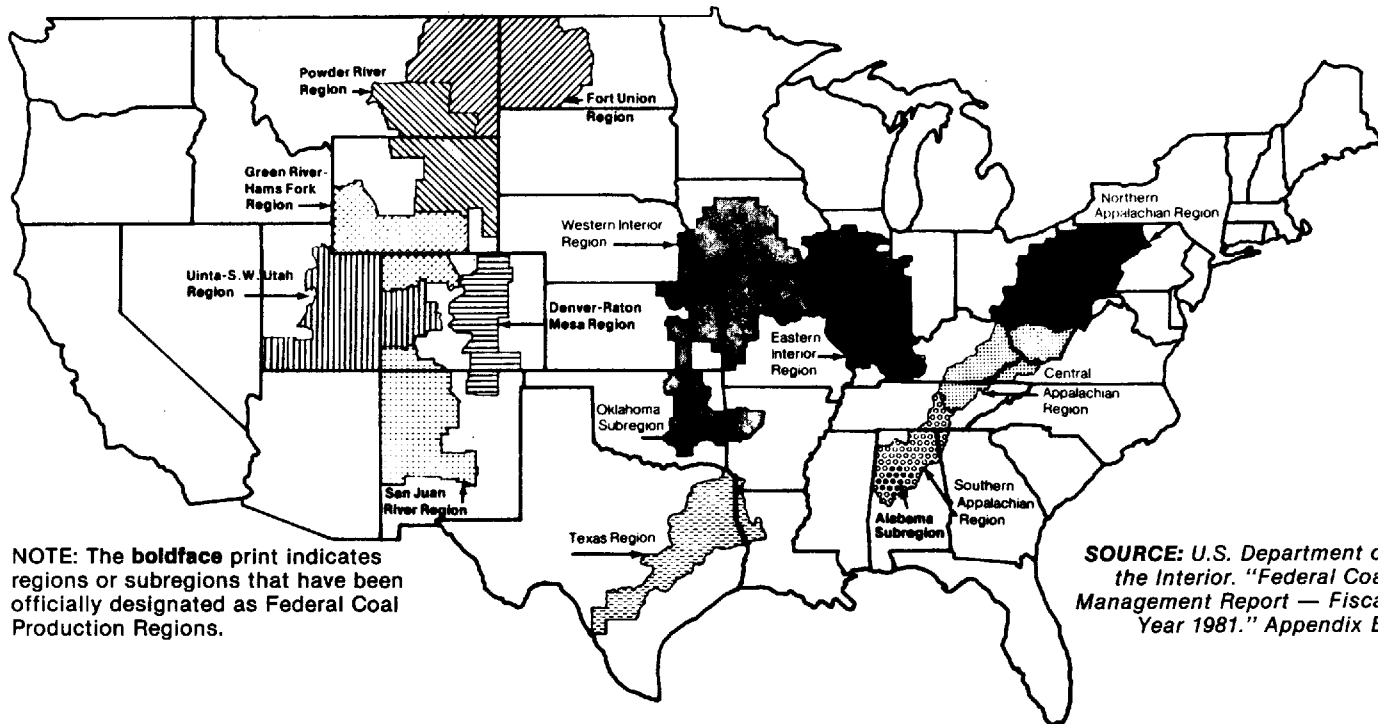 Powder River
Region
Fort Union
Region
Green River-
Hams Fork
Region
Northern
Appalachian Region
Western Interior
Region
Uinta-S.W. Utah
Region
Denver-Raton
Mesa Region
Eastern
Interior
Region
Central
Appalachian
Region
Oklahoma
Subregion
San Juan
River Region
Southern
Appalachian
Region
Alabama
Subregion
Texas Region
NOTE: The boldface print indicates
regions or subregions that have been
officially designated as Federal Coal
Production Regions.
SOURCE: U.S. Department o
the Interior. "Federal Coa
Management Report — Fisca
Year 1981." Appendix B